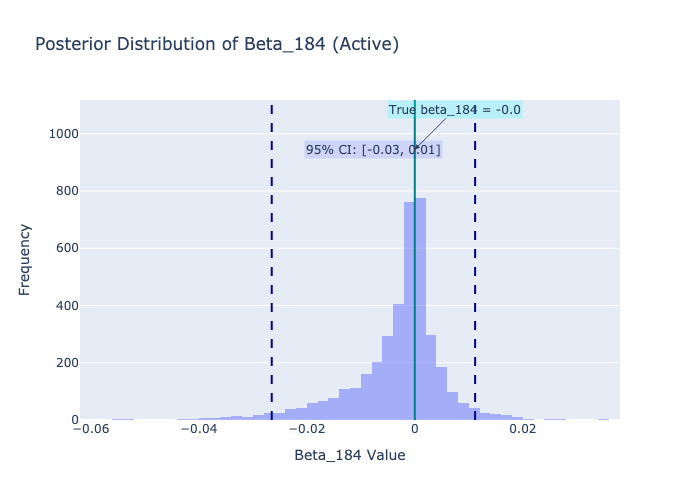 Posterior Distribution of Beta_184 (Active)
True beta_184 = -0.0
95% CI: [-0.03, 0.01]
1000
800
600
400
200
0
Frequency
−0.06
−0.04
−0.02
0
0.02
Beta_184 Value